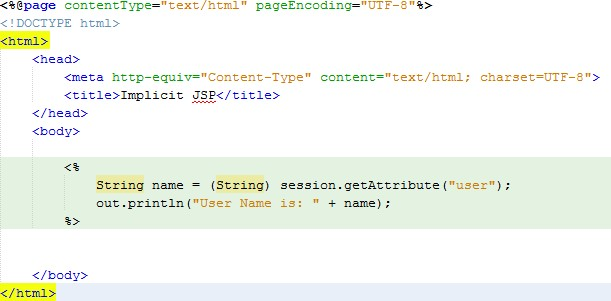 <%@page contentType="text/html" pageEncoding="UTF-8"%>
<!DOCTYPE html>
<html>
    <head>
        <meta http-equiv="Content-Type" content="text/html; charset=UTF-8">
        <title>Implicit JSP</title>
    </head>
    <body>
        <%
            String name = (String) session.getAttribute("user");
            out.println("User Name is: " + name);
        %>
    </body>
</html>